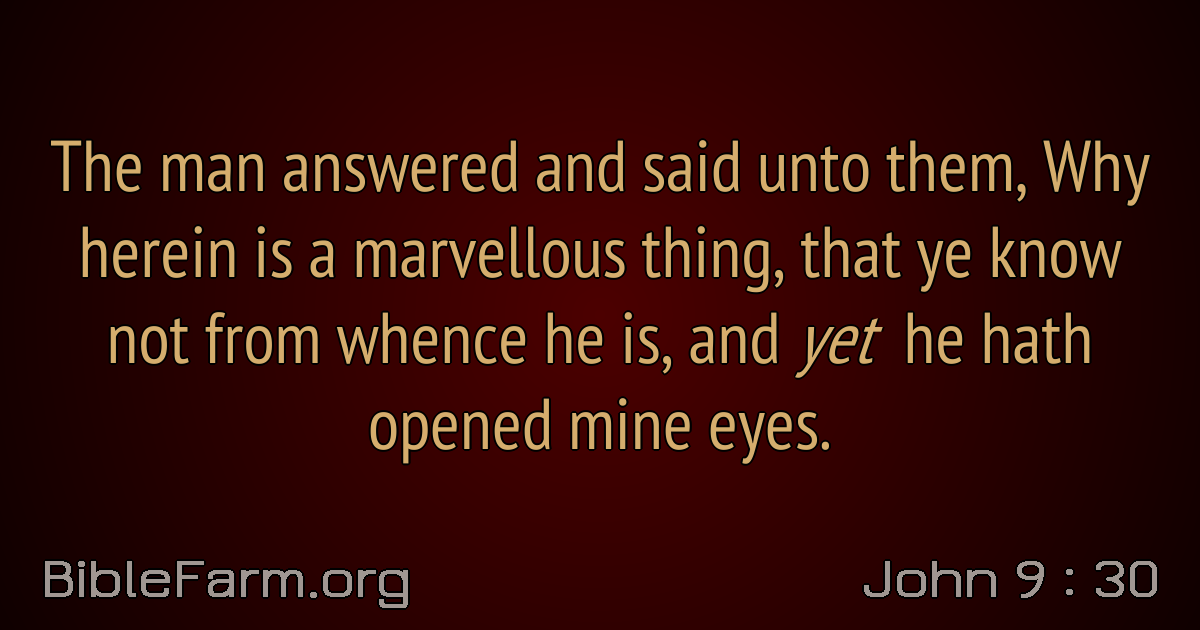 The man answered and said unto them, Why
herein is a marvellous thing, that ye know
not from whence he is, and yet he hath
opened mine eyes.
BibleFarm.org
John 9 : 30